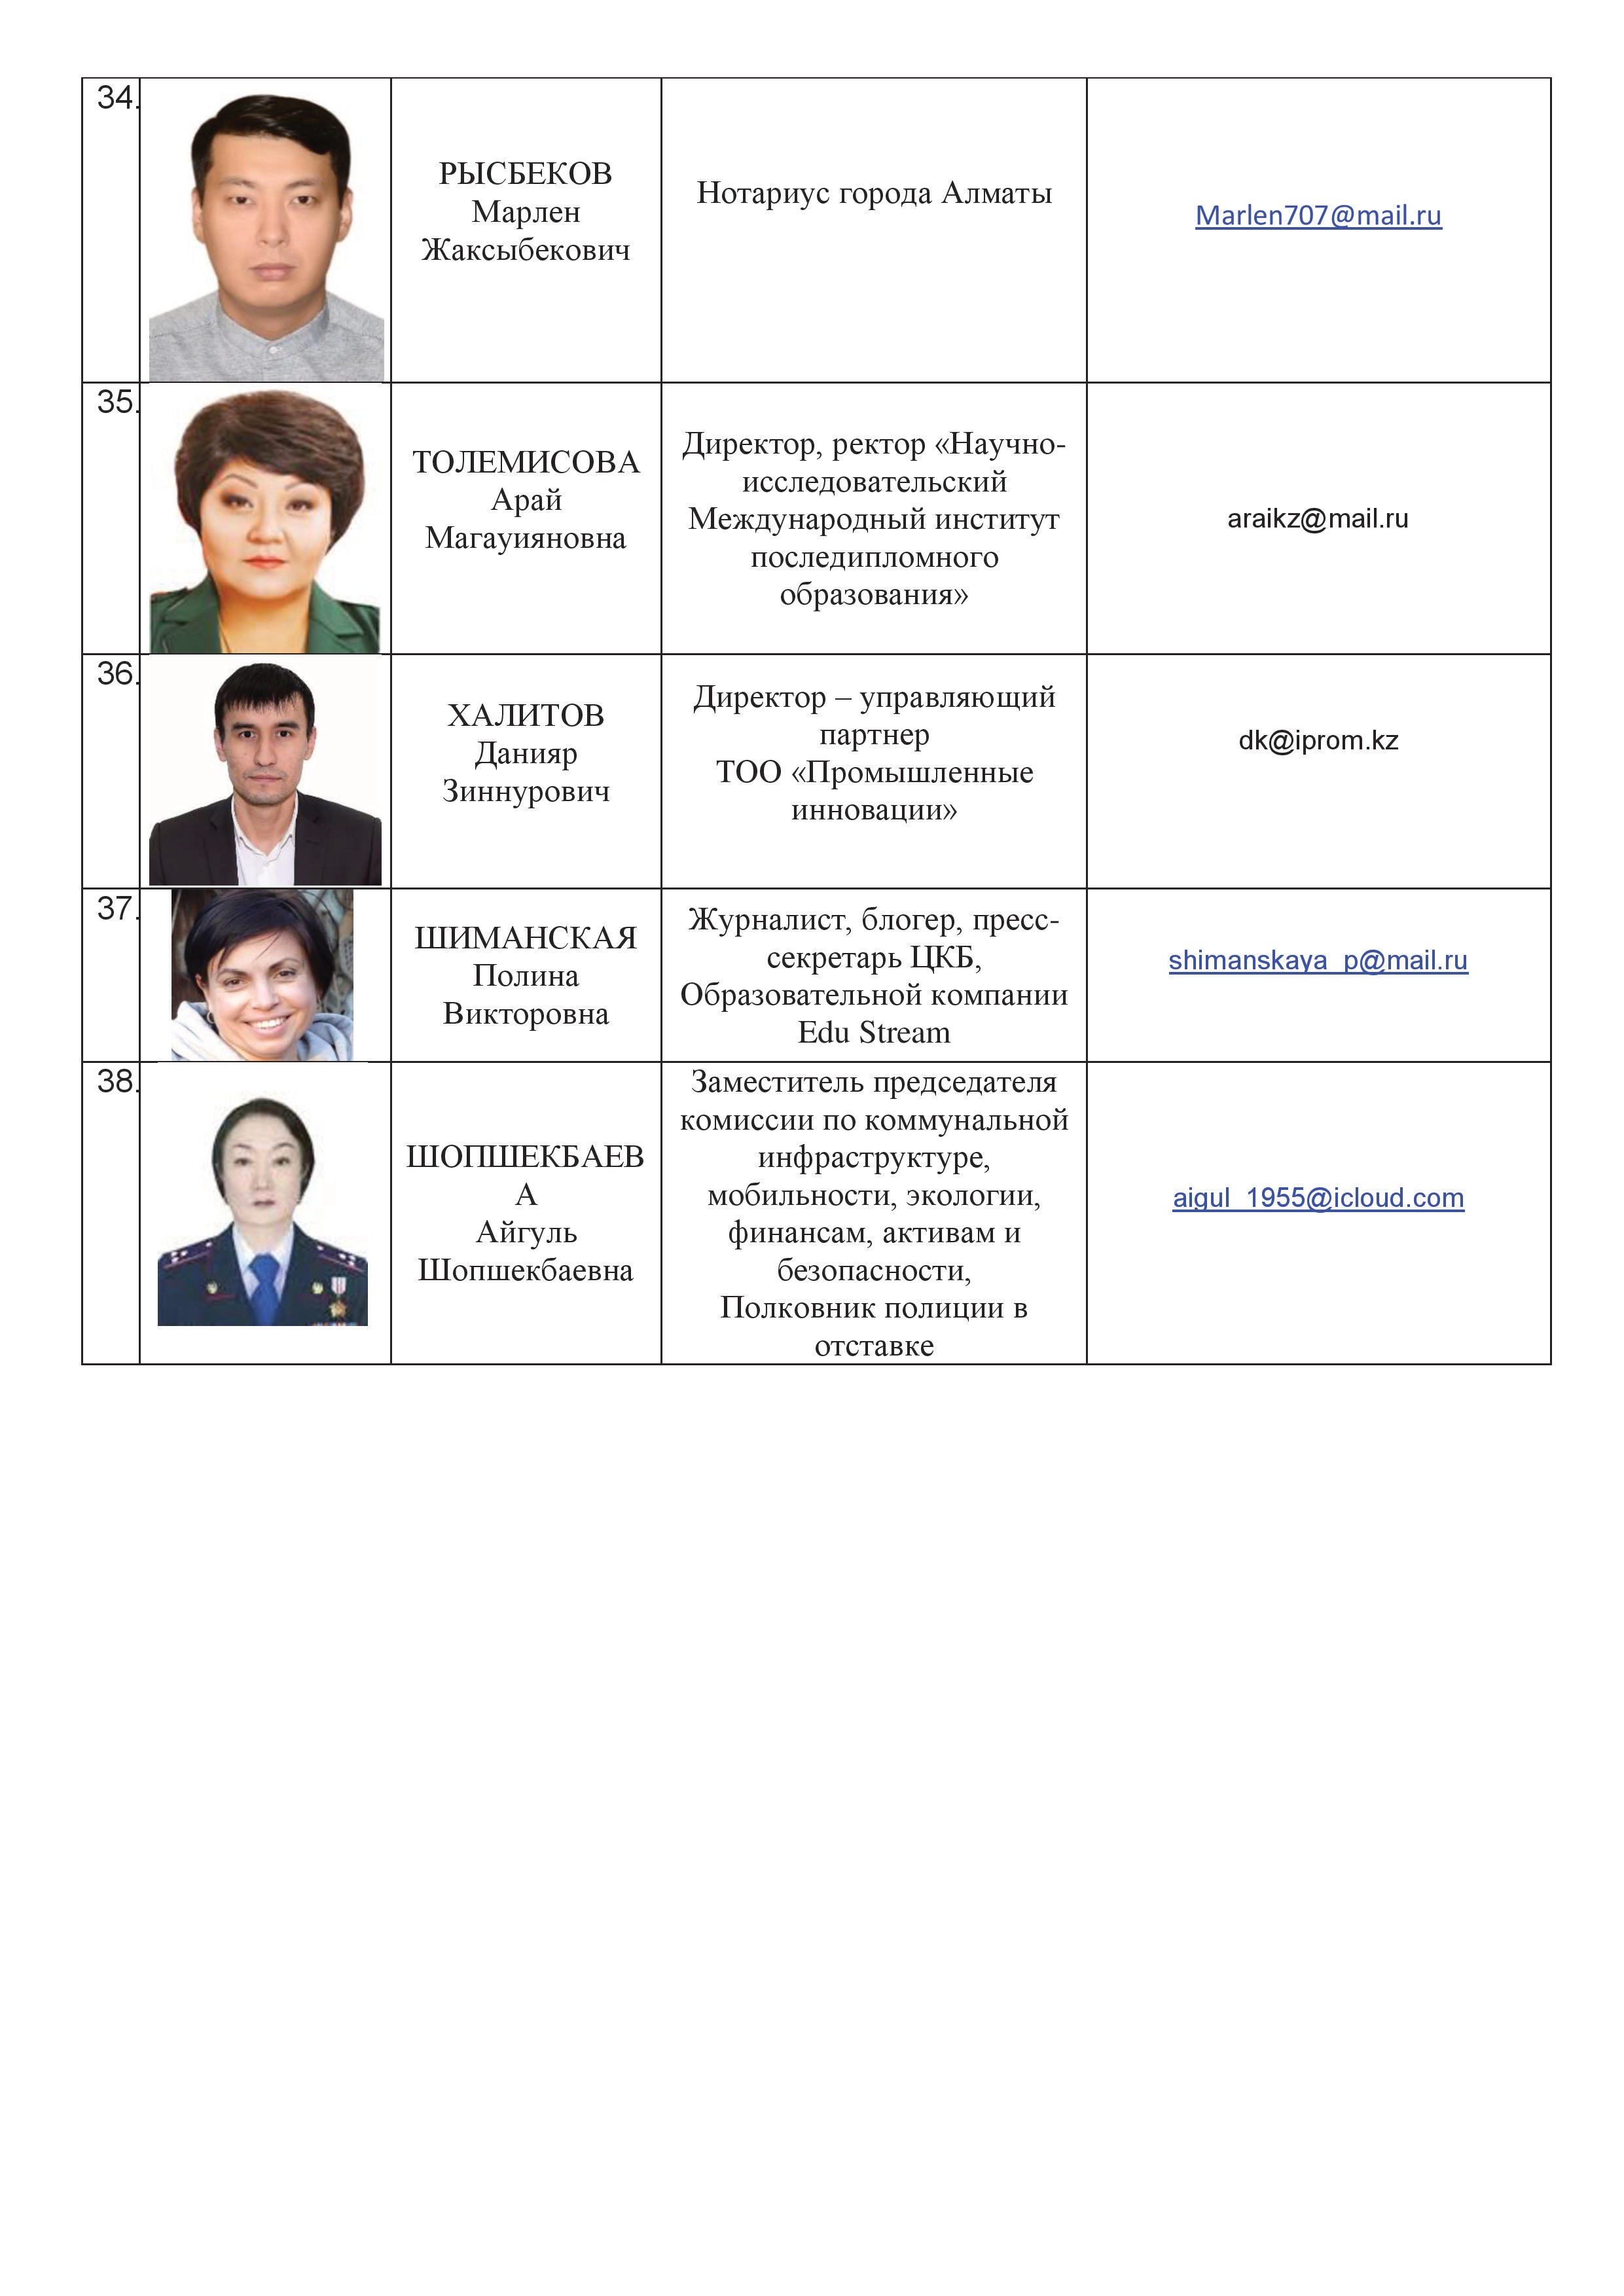 34.
РЫСБЕКОВ
Марлен
Жаксыбекович
Нотариус города Алматы
Marlen707@mail.ru
35.
ТОЛЕМИСОВА
Арай
Магауияновна
Директор, ректор «Научно-
исследовательский
Международный институт
последипломного
образования»
araikz@mail.ru
36.
ХАЛИТОВ
Данияр
Зиннурович
Директор – управляющий
партнер
ТОО «Промышленные
инновации»
dk@iprom.kz
37.
ШИМАНСКАЯ
Полина
Викторовна
Журналист, блогер, пресс-
секретарь ЦКБ,
Образовательной компании
Edu Stream
shimanskaya_p@mail.ru
38.
ШОПШЕКБАЕВ
А
Айгуль
Шопшекбаевна
Заместитель председателя
комиссии по коммунальной
инфраструктуре,
мобильности, экологии,
финансам, активам и
безопасности,
Полковник полиции в
отставке
aigul_1955@icloud.com